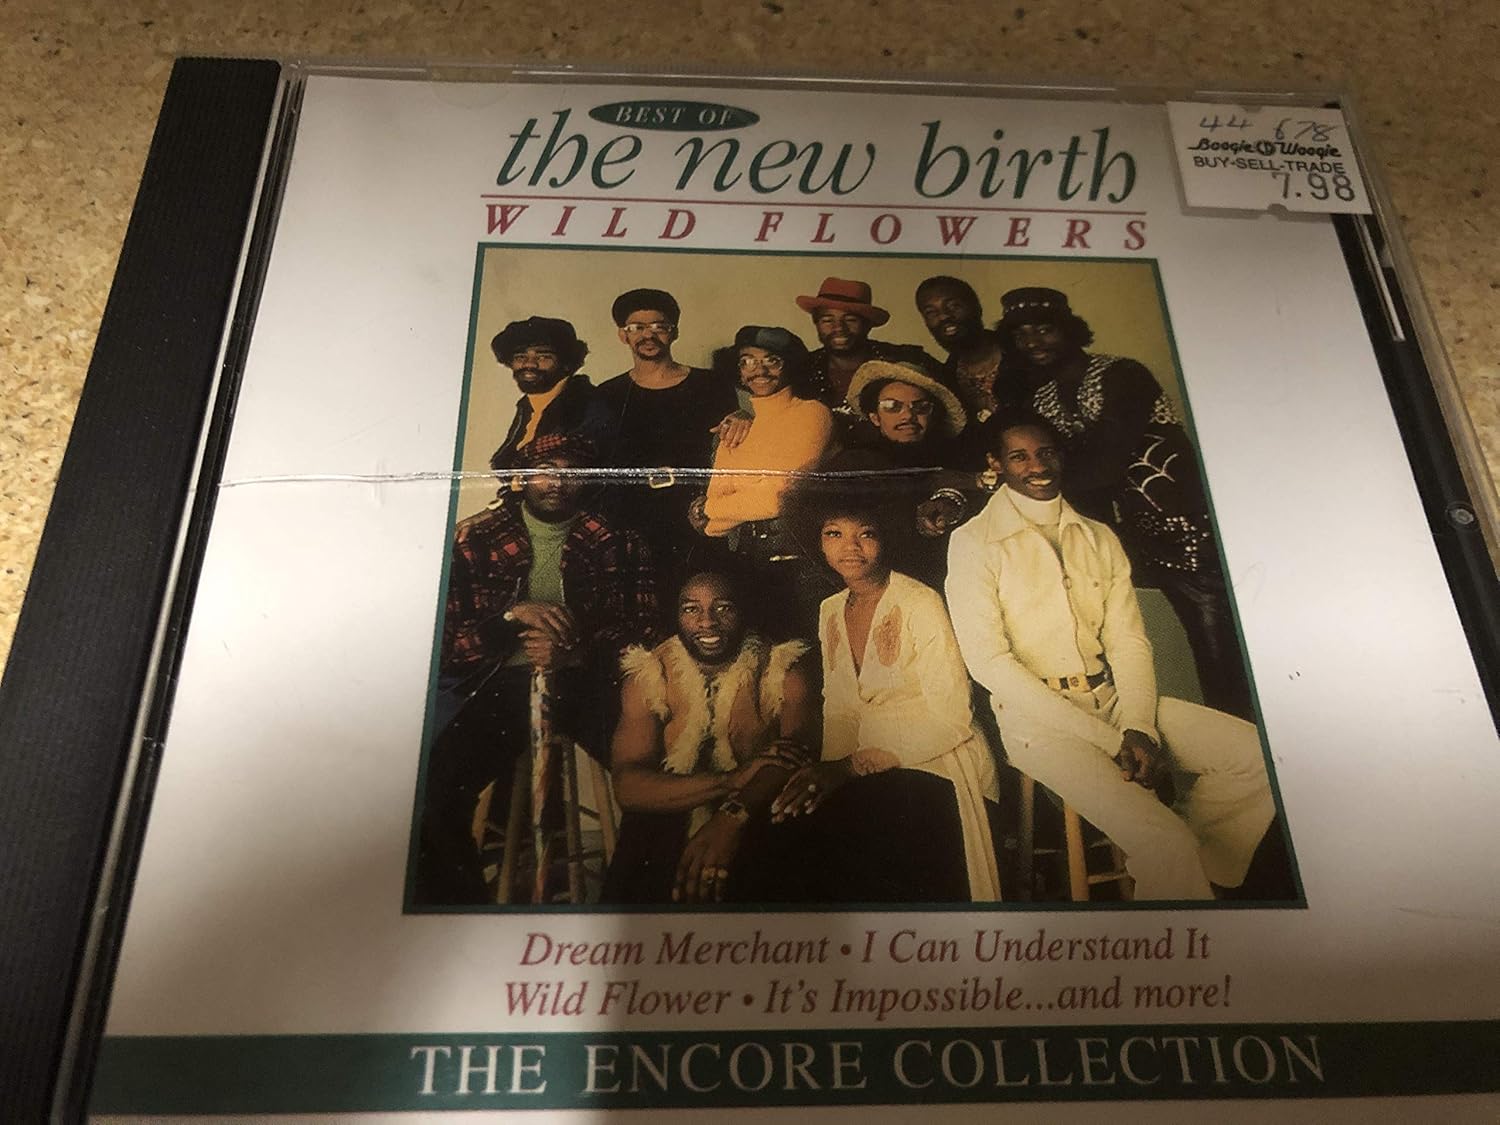 BEST OF
the new birth
WILD FLOWERS
44 678
Boogie CD Woogie
BUY-SELL-TRADE
7.98
Dream Merchant • I Can Understand It
Wild Flower • It's Impossible...and more!
THE ENCORE COLLECTION